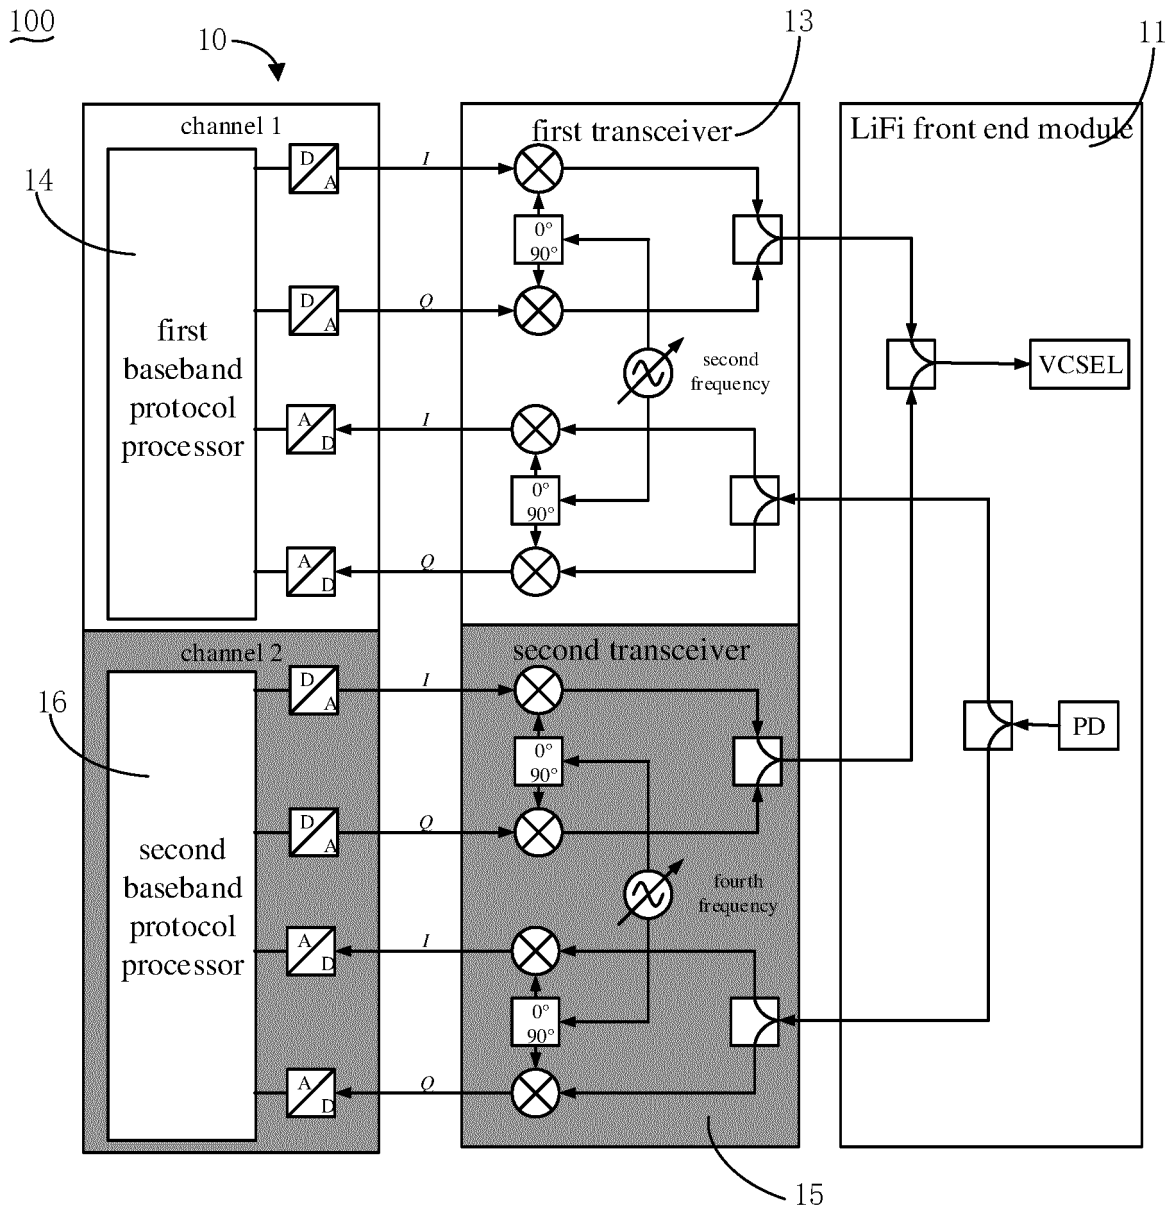 100
10
13
11
channel 1
first transceiver
LiFi front end module
14
D
A
I
0°
90°
D
A
Q
first
baseband
protocol
processor
second
frequency
VCSEL
A
D
I
0°
90°
A
D
Q
channel 2
second transceiver
16
D
A
I
PD
0°
90°
D
A
Q
second
baseband
protocol
processor
fourth
frequency
A
D
I
0°
90°
A
D
Q
15